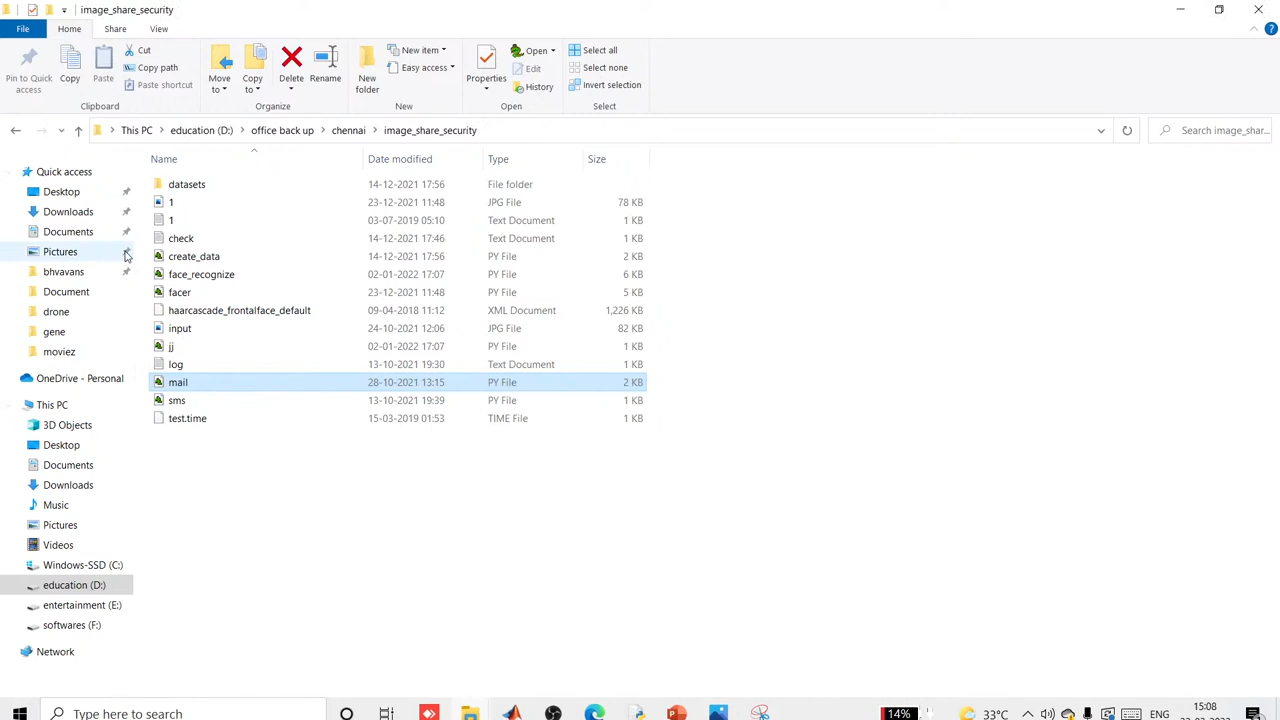 image_share_security
File Home Share View
Pin to Quick access
Copy
Paste
Cut
Copy path
Paste shortcut
Clipboard
Move to
Copy to
Delete
Rename
Organize
New folder
New item
Easy access
New
Properties
Open
Edit
History
Open
Select all
Select none
Invert selection
Select
This PC education (D:) office back up chennai image_share_security
Search image_shar...
Name Date modified Type Size
datasets 14-12-2021 17:56 File folder
1 23-12-2021 11:48 JPG File 78 KB
1 03-07-2019 05:10 Text Document 1 KB
check 14-12-2021 17:46 Text Document 1 KB
create_data 14-12-2021 17:56 PY File 2 KB
face_recognize 02-01-2022 17:07 PY File 6 KB
facer 23-12-2021 11:48 PY File 5 KB
haarcascade_frontalface_default 09-04-2018 11:12 XML Document 1,226 KB
input 24-10-2021 12:06 JPG File 82 KB
jj 02-01-2022 17:07 PY File 1 KB
log 13-10-2021 19:30 Text Document 1 KB
mail 28-10-2021 13:15 PY File 2 KB
sms 13-10-2021 19:39 PY File 1 KB
test.time 15-03-2019 01:53 TIME File 1 KB
Quick access
Desktop
Downloads
Documents
Pictures
bhvavans
Document
drone
gene
moviez
OneDrive - Personal
This PC
3D Objects
Desktop
Documents
Downloads
Music
Pictures
Videos
Windows-SSD (C:)
education (D:)
entertainment (E:)
softwares (F:)
Network
Type here to search
14%
33°C
ENG
15:08